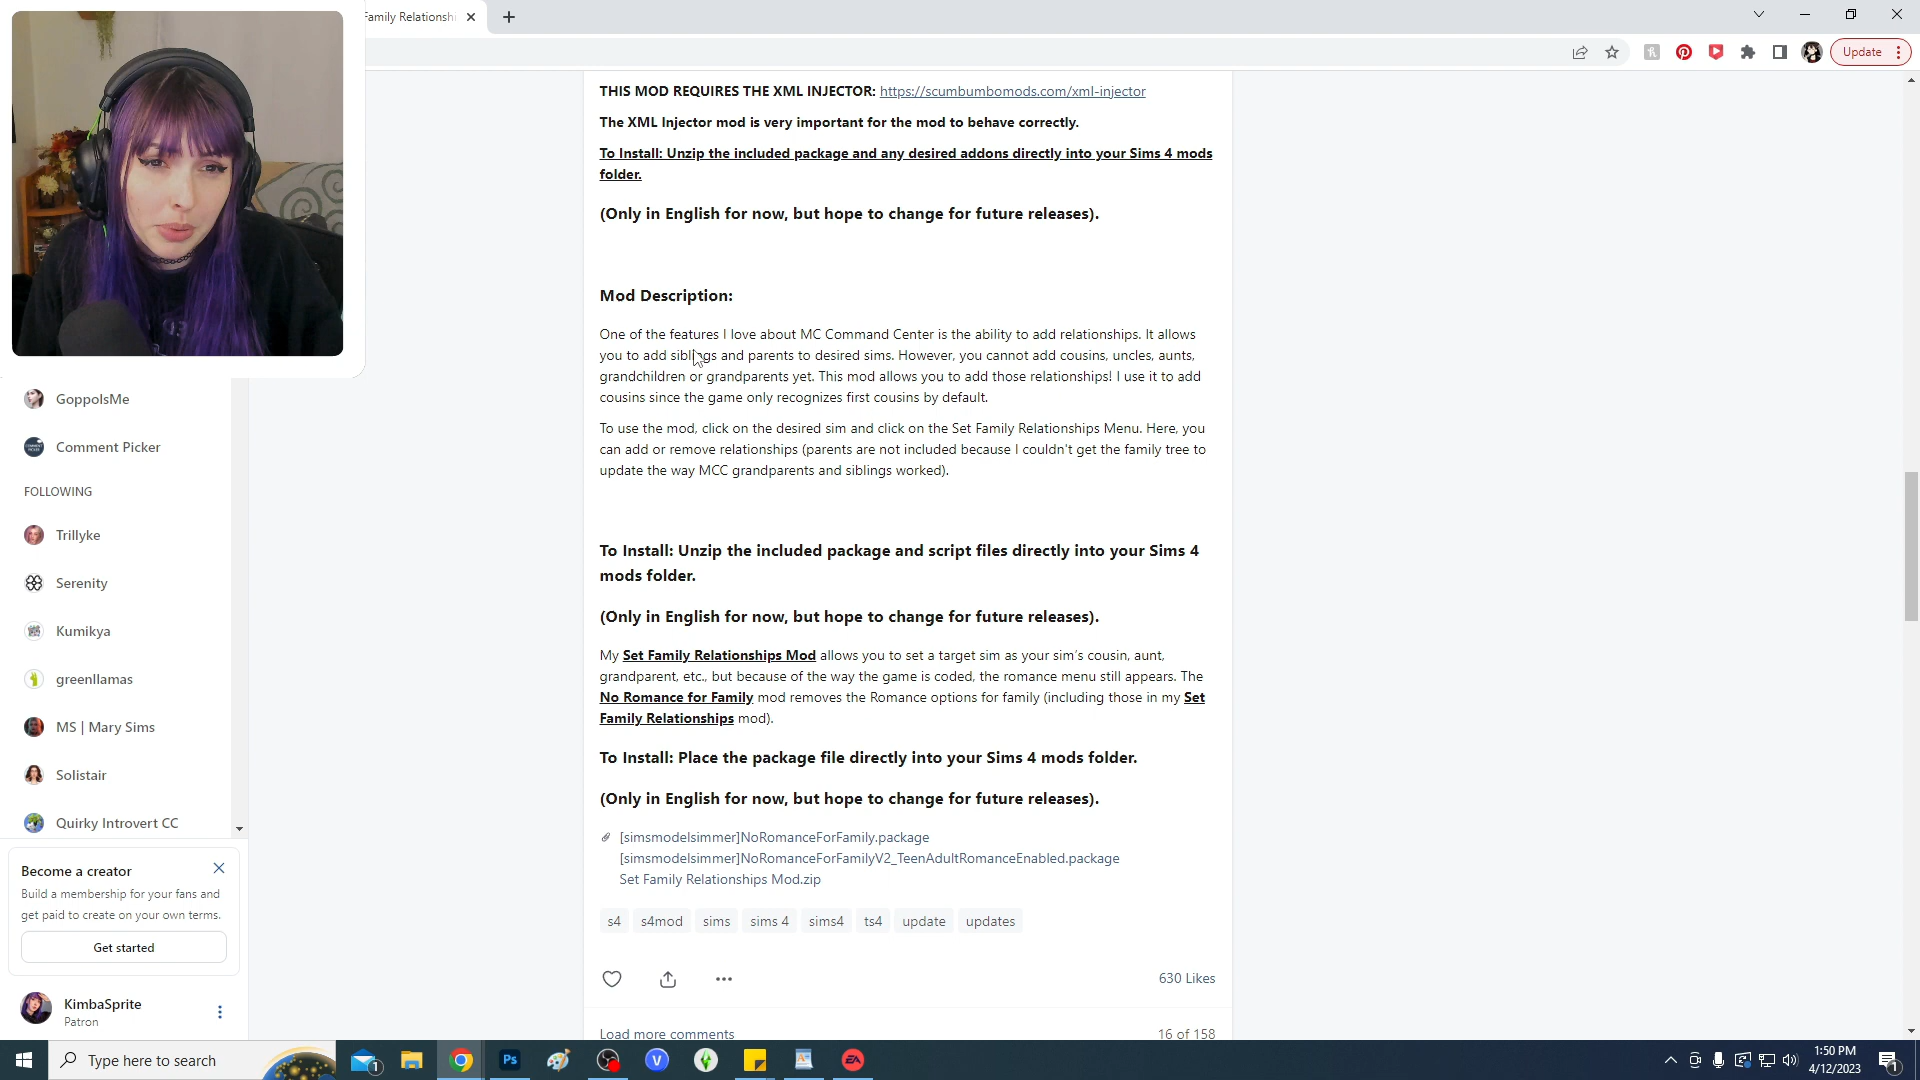 Family Relationshi
Update
THIS MOD REQUIRES THE XML INJECTOR: https://scumbumbomods.com/xml-injector
The XML Injector mod is very important for the mod to behave correctly.
To Install: Unzip the included package and any desired addons directly into your Sims 4 mods
folder.
(Only in English for now, but hope to change for future releases).
Mod Description:
One of the features I love about MC Command Center is the ability to add relationships. It allows
you to add siblings and parents to desired sims. However, you cannot add cousins, uncles, aunts,
grandchildren or grandparents yet. This mod allows you to add those relationships! I use it to add
cousins since the game only recognizes first cousins by default.
To use the mod, click on the desired sim and click on the Set Family Relationships Menu. Here, you
can add or remove relationships (parents are not included because I couldn't get the family tree to
update the way MCC grandparents and siblings worked).
To Install: Unzip the included package and script files directly into your Sims 4
mods folder.
(Only in English for now, but hope to change for future releases).
My Set Family Relationships Mod allows you to set a target sim as your sim's cousin, aunt,
grandparent, etc., but because of the way the game is coded, the romance menu still appears. The
No Romance for Family mod removes the Romance options for family (including those in my Set
Family Relationships mod).
To Install: Place the package file directly into your Sims 4 mods folder.
(Only in English for now, but hope to change for future releases).
[simsmodelsimmer]NoRomanceForFamily.package
[simsmodelsimmer]NoRomanceForFamilyV2_TeenAdultRomanceEnabled.package
Set Family Relationships Mod.zip
s4 s4mod sims sims 4 sims4 ts4 update updates
630 Likes
Load more comments 16 of 158
GoppolsMe
Comment Picker
FOLLOWING
Trillyke
Serenity
Kumikya
greenllamas
MS | Mary Sims
Solistair
Quirky Introvert CC
Become a creator
Build a membership for your fans and
get paid to create on your own terms.
Get started
KimbaSprite
Patron
Type here to search
1
Ps
V
EA
1:50 PM
4/12/2023
1